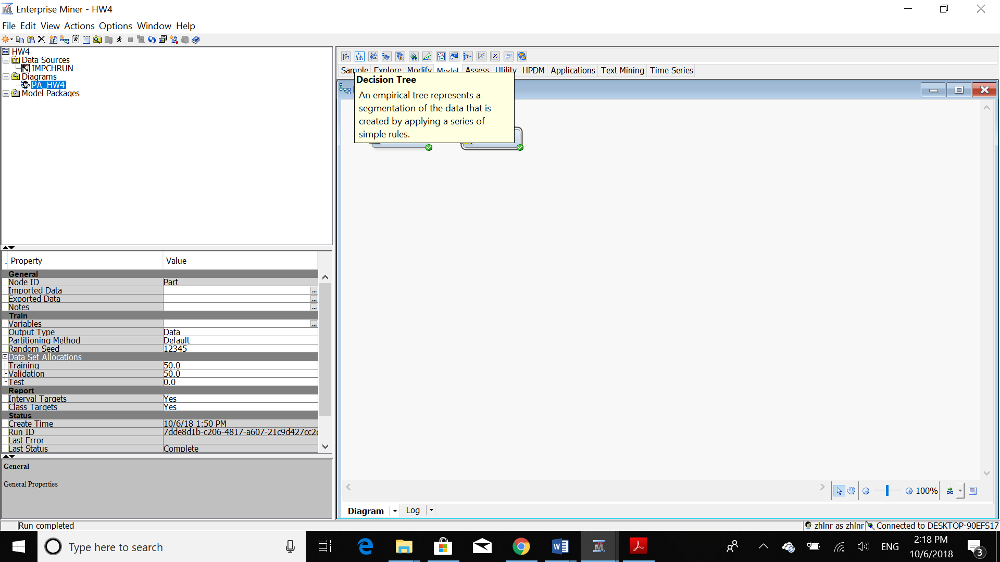 Enterprise Miner - HW4
File Edit View Actions Options Window Help
HW4
Data Sources
IMPCHRUN
Diagrams
PA_HW4
Model Packages
.. Property Value
General
Node ID Part
Imported Data ...
Exported Data ...
Notes ...
Train
Variables ...
Output Type Data
Partitioning Method Default
Random Seed 12345
Data Set Allocations
Training 50.0
Validation 50.0
Test 0.0
Report
Interval Targets Yes
Class Targets Yes
Status
Create Time 10/6/18 1:50 PM
Run ID 7dde8d1b-c206-4817-a607-21c9d427cc2
Last Error
Last Status Complete
General
General Properties
Run completed
Sample Explore Modify Model Assess Utility HPDM Applications Text Mining Time Series
Decision Tree
An empirical tree represents a
segmentation of the data that is
created by applying a series of
simple rules.
100%
Diagram Log
zhlnr as zhlnr Connected to DESKTOP-90EFS17
Type here to search
ENG
2:18 PM
10/6/2018
3